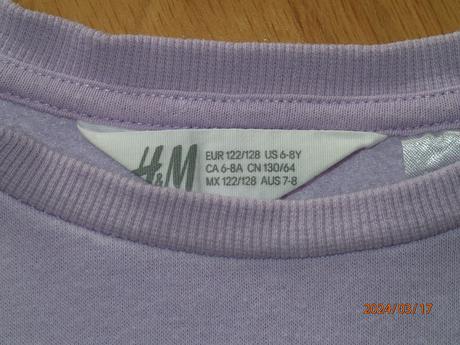 H&M
EUR 122/128 US 6-8Y
CA 6-8A CN 130/64
MX 122/128 AUS 7-8
2024/03/17